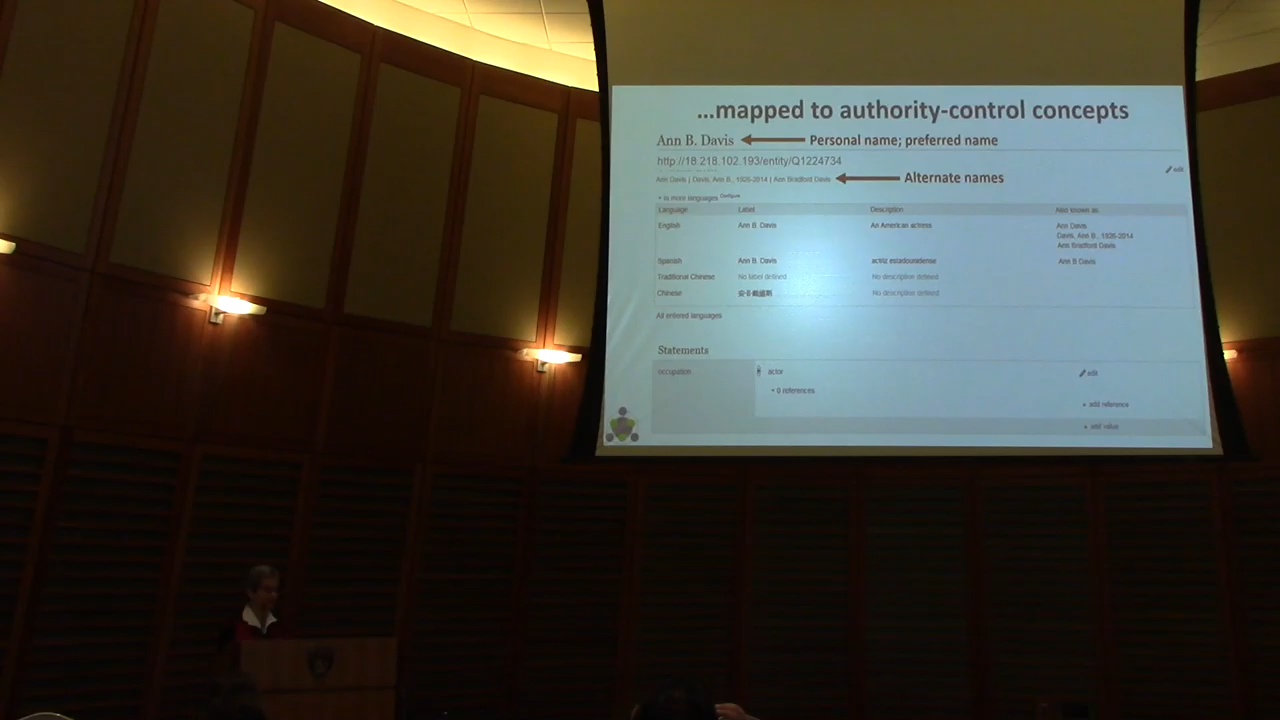 ...mapped to authority-control concepts
Ann B. Davis
Personal name; preferred name
http://18.218.102.193/entity/Q1224734
edit
Ann Davis | Davis, Ann B., 1926-2014 | Ann Bradford Davis
Alternate names
In more languages Configure
Language Label Description Also known as
English Ann B. Davis An American actress Ann Davis
Davis, Ann B., 1926-2014
Ann Bradford Davis
Spanish Ann B. Davis actriz estadounidense Ann B Davis
Traditional Chinese No label defined No description defined
Chinese No description defined
All entered languages
Statements
occupation actor edit
0 references
+ add reference
+ add value